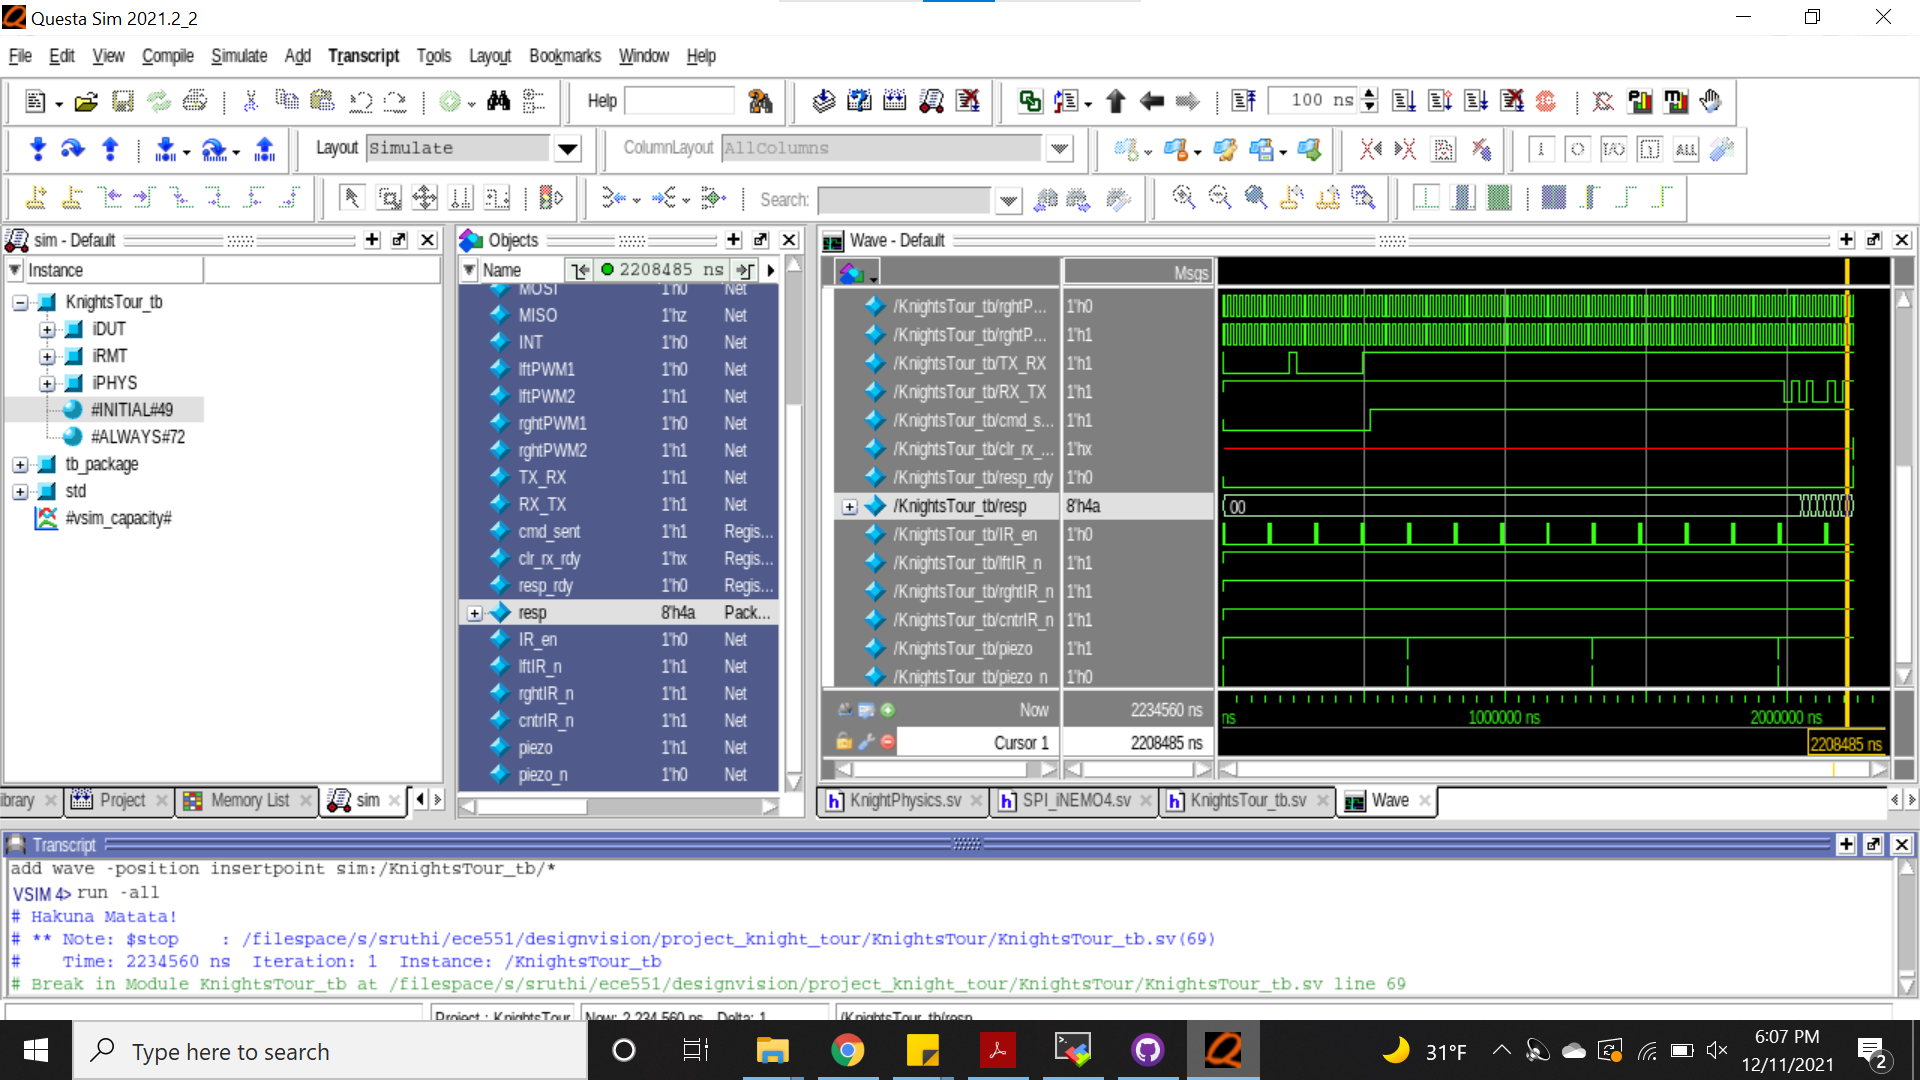 Questa Sim 2021.2_2
File Edit View Compile Simulate Add Transcript Tools Layout Bookmarks Window Help
Help 100 ns
Layout Simulate ColumnLayout AllColumns ALL
Search:
sim - Default
Instance
KnightsTour_tb
iDUT
iRMT
iPHYS
#INITIAL#49
#ALWAYS#72
tb_package
std
#vsim_capacity#
Objects
Name 2208485 ns
MOSI 1'h0 Net
MISO 1'hz Net
INT 1'h0 Net
lftPWM1 1'h0 Net
lftPWM2 1'h1 Net
rghtPWM1 1'h0 Net
rghtPWM2 1'h1 Net
TX_RX 1'h1 Net
RX_TX 1'h1 Net
cmd_sent 1'h1 Regis...
clr_rx_rdy 1'hx Regis...
resp_rdy 1'h0 Regis...
resp 8'h4a Pack...
IR_en 1'h0 Net
lftIR_n 1'h1 Net
rghtIR_n 1'h1 Net
cntrIR_n 1'h1 Net
piezo 1'h1 Net
piezo_n 1'h0 Net
Wave - Default
Msgs
/KnightsTour_tb/rghtP... 1'h0
/KnightsTour_tb/rghtP... 1'h1
/KnightsTour_tb/TX_RX 1'h1
/KnightsTour_tb/RX_TX 1'h1
/KnightsTour_tb/cmd_s... 1'h1
/KnightsTour_tb/clr_rx_... 1'hx
/KnightsTour_tb/resp_rdy 1'h0
/KnightsTour_tb/resp 8'h4a 00
/KnightsTour_tb/IR_en 1'h0
/KnightsTour_tb/lftIR_n 1'h1
/KnightsTour_tb/rghtIR_n 1'h1
/KnightsTour_tb/cntrIR_n 1'h1
/KnightsTour_tb/piezo 1'h1
/KnightsTour_tb/piezo_n 1'h0
Now 2234560 ns ns 1000000 ns 2000000 ns
Cursor 1 2208485 ns 2208485 ns
ibrary Project Memory List sim
KnightPhysics.sv SPI_iNEMO4.sv KnightsTour_tb.sv Wave
Transcript
add wave -position insertpoint sim:/KnightsTour_tb/*
VSIM 4> run -all
# Hakuna Matata!
# ** Note: $stop : /filespace/s/sruthi/ece551/designvision/project_knight_tour/KnightsTour/KnightsTour_tb.sv(69)
# Time: 2234560 ns Iteration: 1 Instance: /KnightsTour_tb
# Break in Module KnightsTour_tb at /filespace/s/sruthi/ece551/designvision/project_knight_tour/KnightsTour/KnightsTour_tb.sv line 69
Project : KnightsTour Now: 2,234,560 ns Delta: 1 /KnightsTour_tb/resp
Type here to search
31°F
6:07 PM
12/11/2021
2